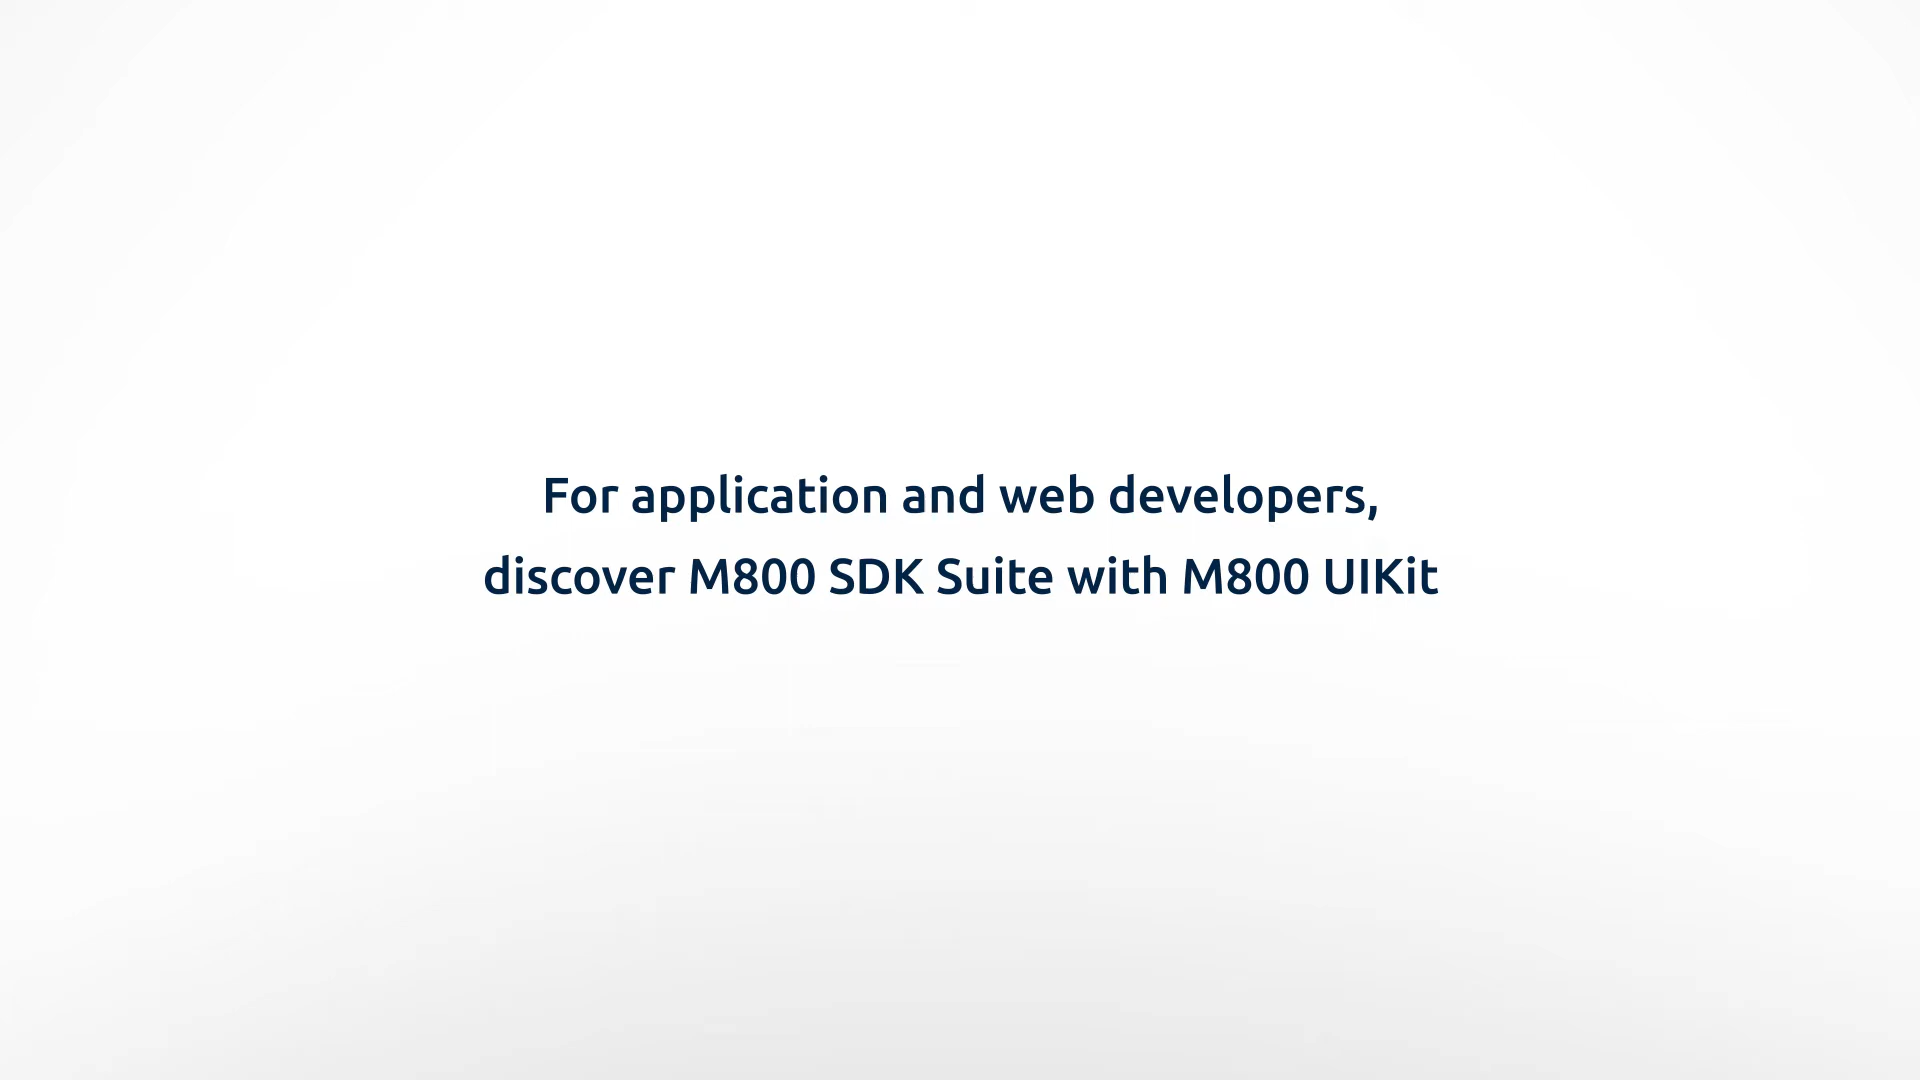 For application and web developers,
discover M800 SDK Suite with M800 UIKit